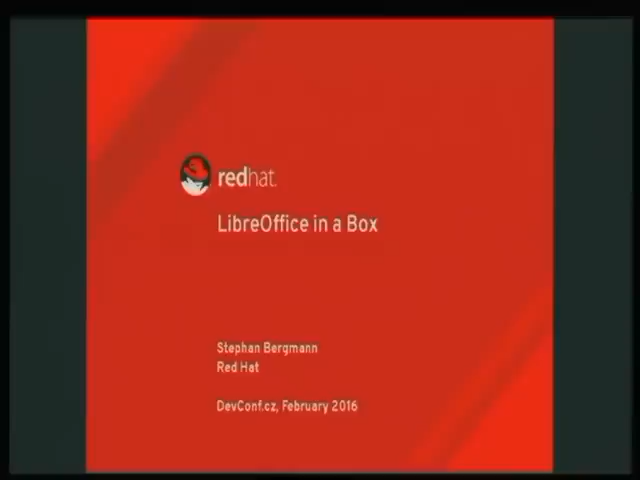 redhat.
LibreOffice in a Box
Stephan Bergmann
Red Hat
DevConf.cz, February 2016